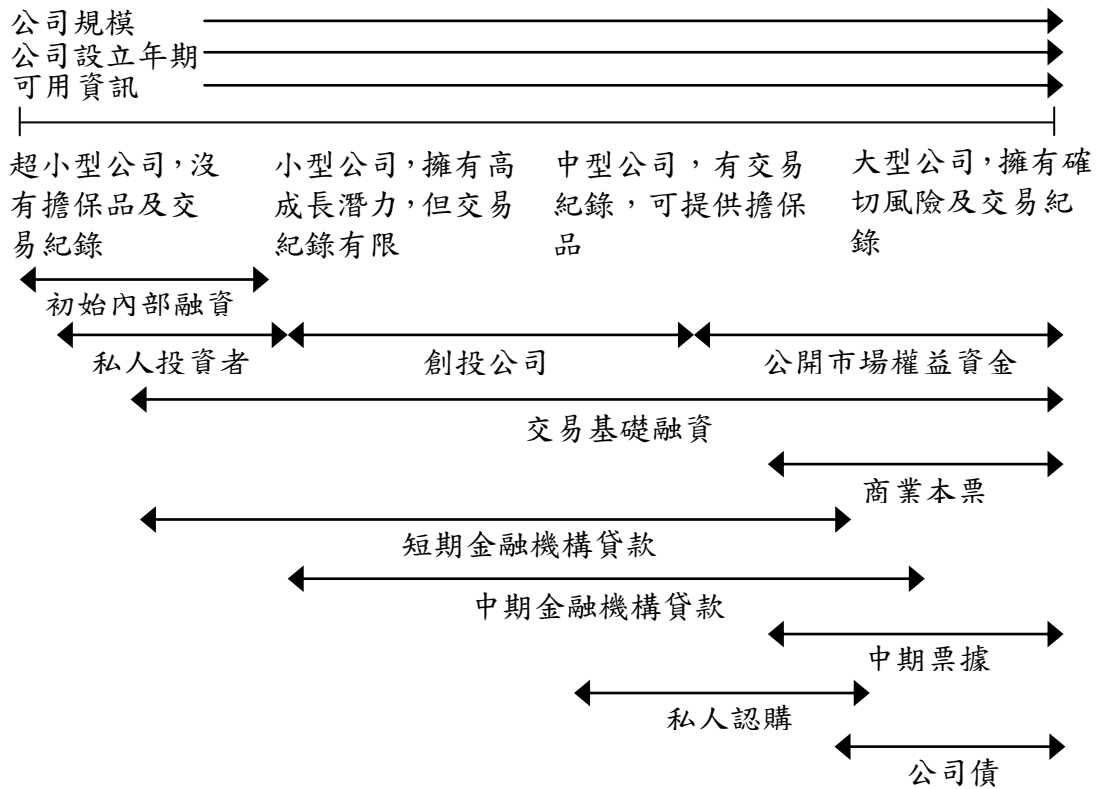 公司規模
公司設立年期
可用資訊
超小型公司，沒
有擔保品及交
易紀錄
小型公司，擁有高
成長潛力，但交易
紀錄有限
中型公司，有交易
紀錄，可提供擔保
品
大型公司，擁有確
切風險及交易紀
錄
初始內部融資
私人投資者
創投公司
公開市場權益資金
交易基礎融資
商業本票
短期金融機構貸款
中期金融機構貸款
中期票據
私人認購
公司債